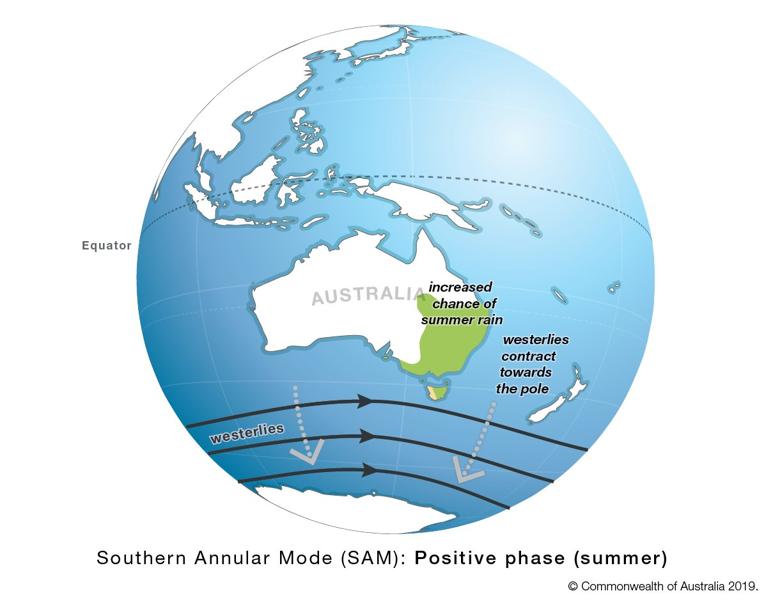 Equator
AUSTRALIA
increased
chance of
summer rain
westerlies
contract
towards
the pole
westerlies
Southern Annular Mode (SAM): Positive phase (summer)
© Commonwealth of Australia 2019.